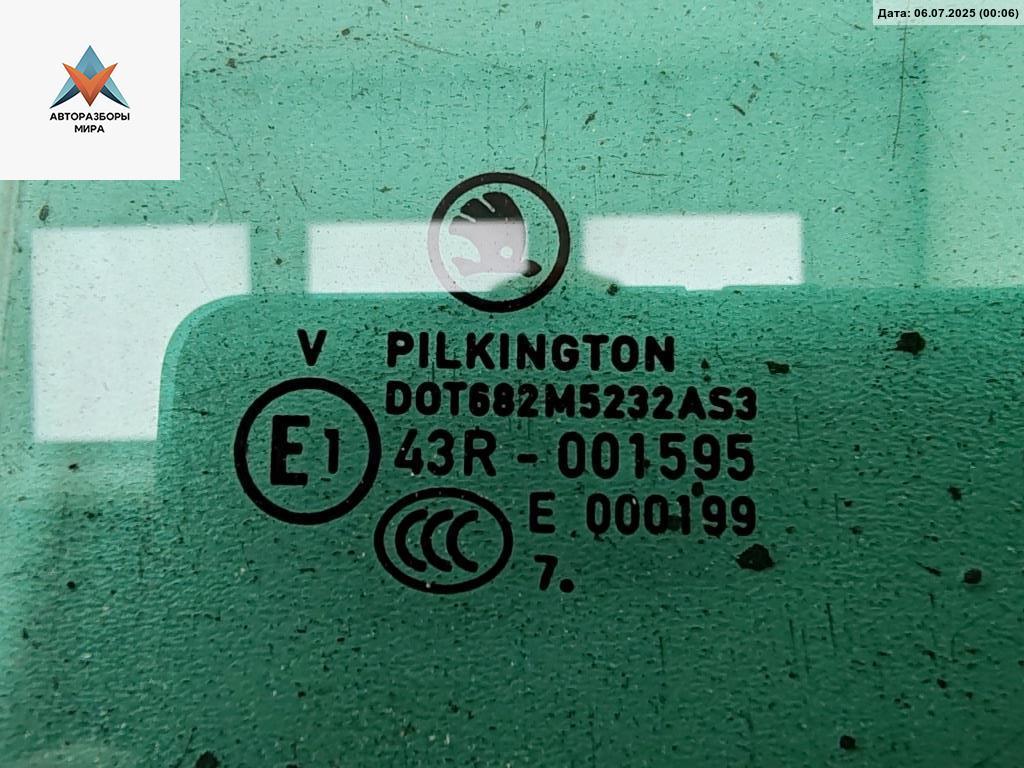 Дата: 06.07.2025 (00:06)
АВТОРАЗБОРЫ
МИРА
V PILKINGTON
DOT682M5232AS3
E1 43R - 001595
CCC E 000199
7.